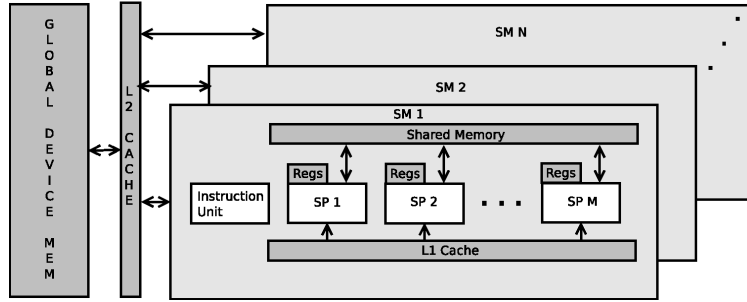 GLOBAL DEVICE MEM
L2 CACHE
SM N
SM 2
SM 1
Shared Memory
Regs Regs Regs
Instruction
Unit
SP 1 SP 2 . . . SP M
L1 Cache